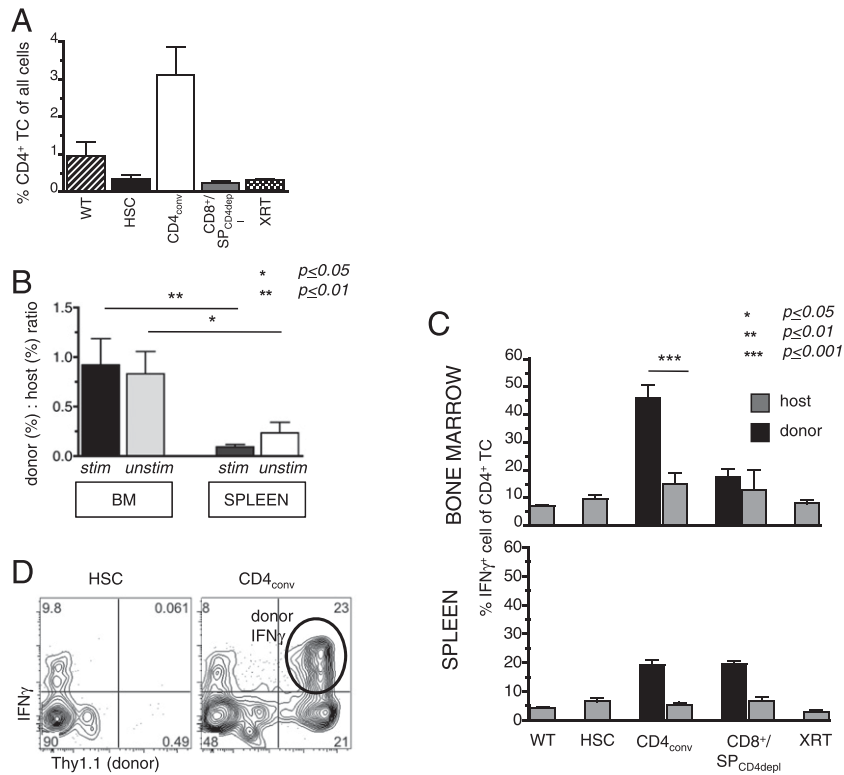 A
% CD4⁺ TC of all cells
4
3
2
1
0
WT
HSC
CD4conv
CD8⁺/
SPCD4dep
l
XRT
B
* p≤0.05
** p≤0.01
donor (%) : host (%) ratio
1.5
1.0
0.5
0.0
**
*
stim unstim stim unstim
BM SPLEEN
C
* p≤0.05
** p≤0.01
*** p≤0.001
BONE MARROW
SPLEEN
% IFNγ⁺ cell of CD4⁺ TC
60
50
40
30
20
10
0
***
host
donor
60
50
40
30
20
10
0
WT HSC CD4conv CD8⁺/ XRT
SPCD4depl
D
HSC CD4conv
9.8 0.061 8 23
donor
IFNγ
IFNγ
90 0.49 48 21
Thy1.1 (donor)